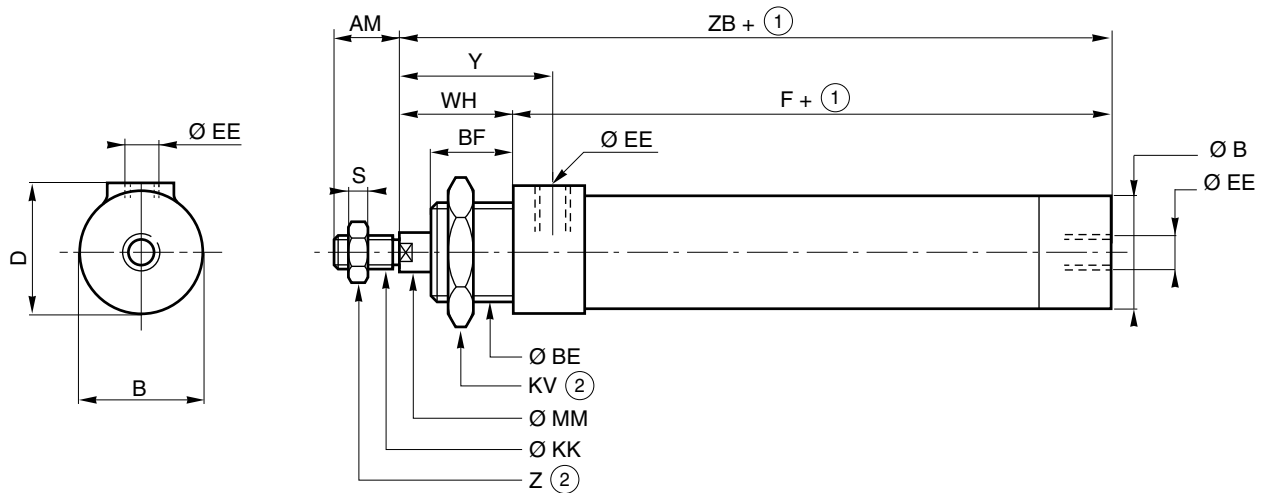 AM
ZB + ①
Y
Ø EE
WH
F + ①
BF
Ø EE
Ø B
S
Ø EE
D
B
Ø BE
KV ②
Ø MM
Ø KK
Z ②